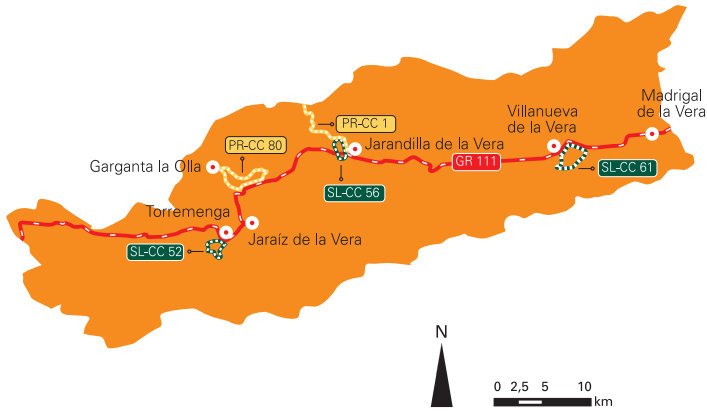 Madrigal
de la Vera
Villanueva
de la Vera
PR-CC 1
PR-CC 80
Jarandilla de la Vera
Garganta la Olla
GR 111
SL-CC 61
SL-CC 56
Torremenga
Jaraíz de la Vera
SL-CC 52
N
0 2,5 5 10
km